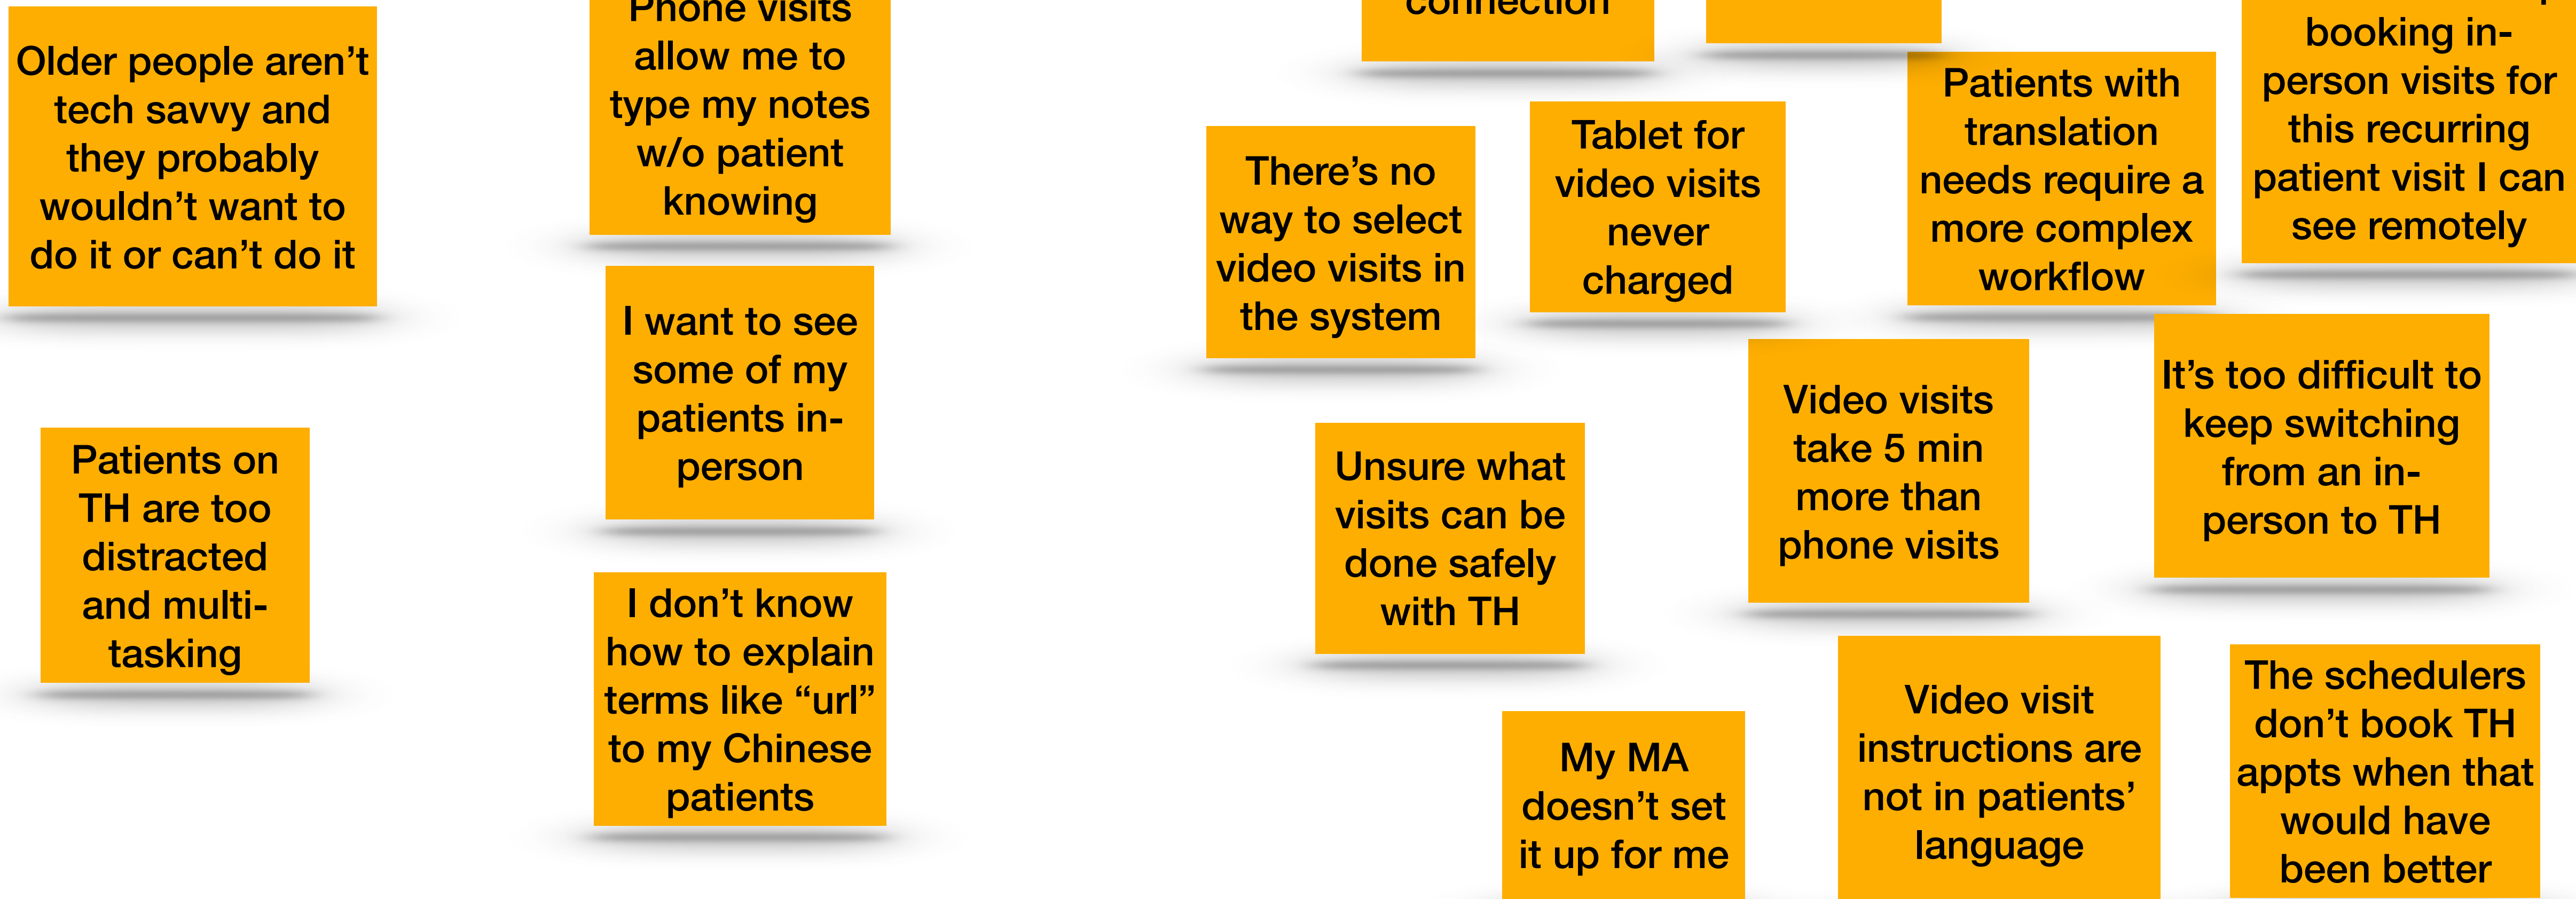 Older people aren’t
tech savvy and
they probably
wouldn’t want to
do it or can’t do it
Patients on
TH are too
distracted
and multi-
tasking
Phone visits
allow me to
type my notes
w/o patient
knowing
I want to see
some of my
patients in-
person
I don’t know
how to explain
terms like “url”
to my Chinese
patients
connection
There’s no
way to select
video visits in
the system
Tablet for
video visits
never
charged
Patients with
translation
needs require a
more complex
workflow
booking in-
person visits for
this recurring
patient visit I can
see remotely
Unsure what
visits can be
done safely
with TH
Video visits
take 5 min
more than
phone visits
It’s too difficult to
keep switching
from an in-
person to TH
My MA
doesn’t set
it up for me
Video visit
instructions are
not in patients’
language
The schedulers
don’t book TH
appts when that
would have
been better